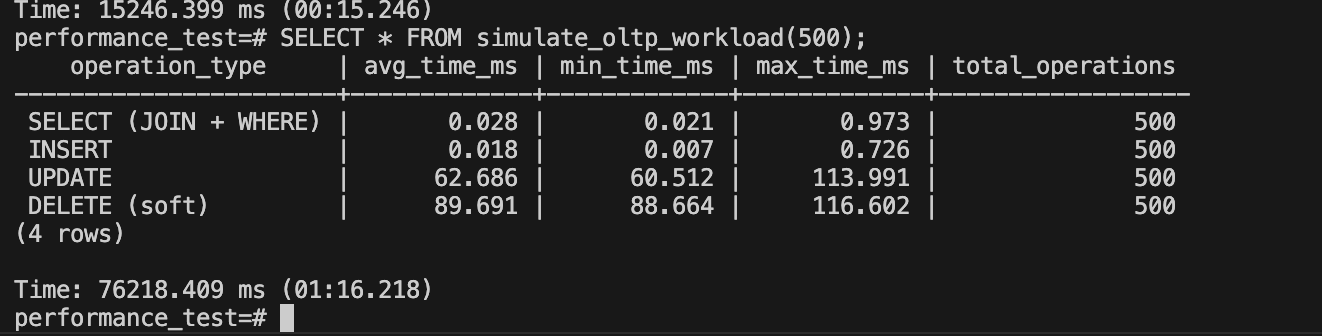 Time: 15246.399 ms (00:15.246)
performance_test=# SELECT * FROM simulate_oltp_workload(500);
    operation_type     | avg_time_ms | min_time_ms | max_time_ms | total_operations
-----------------------+-------------+-------------+-------------+------------------
 SELECT (JOIN + WHERE) |       0.028 |       0.021 |       0.973 |              500
 INSERT                |       0.018 |       0.007 |       0.726 |              500
 UPDATE                |      62.686 |      60.512 |     113.991 |              500
 DELETE (soft)         |      89.691 |      88.664 |     116.602 |              500
(4 rows)
Time: 76218.409 ms (01:16.218)
performance_test=#